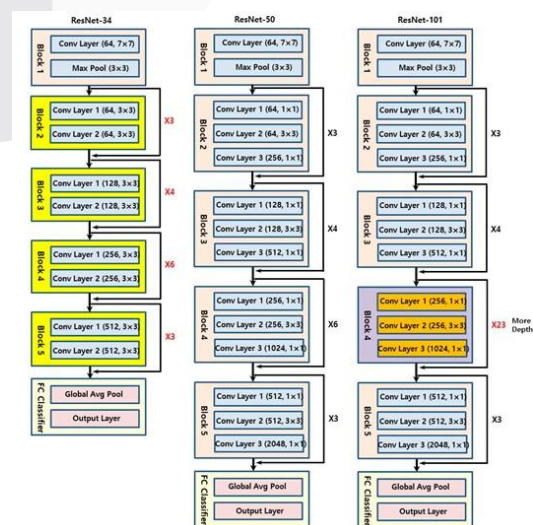 ResNet-34
Block 1
Conv Layer (64, 7×7)
Max Pool (3×3)
Block 2
Conv Layer 1 (64, 3×3)
Conv Layer 2 (64, 3×3)
X3
Block 3
Conv Layer 1 (128, 3×3)
Conv Layer 2 (128, 3×3)
X4
Block 4
Conv Layer 1 (256, 3×3)
Conv Layer 2 (256, 3×3)
X6
Block 5
Conv Layer 1 (512, 3×3)
Conv Layer 2 (512, 3×3)
X3
FC Classifier
Global Avg Pool
Output Layer
ResNet-50
Block 1
Conv Layer (64, 7×7)
Max Pool (3×3)
Block 2
Conv Layer 1 (64, 1×1)
Conv Layer 2 (64, 3×3)
Conv Layer 3 (256, 1×1)
X3
Block 3
Conv Layer 1 (128, 1×1)
Conv Layer 2 (128, 3×3)
Conv Layer 3 (512, 1×1)
X4
Block 4
Conv Layer 1 (256, 1×1)
Conv Layer 2 (256, 3×3)
Conv Layer 3 (1024, 1×1)
X6
Block 5
Conv Layer 1 (512, 1×1)
Conv Layer 2 (512, 3×3)
Conv Layer 3 (2048, 1×1)
X3
FC Classifier
Global Avg Pool
Output Layer
ResNet-101
Block 1
Conv Layer (64, 7×7)
Max Pool (3×3)
Block 2
Conv Layer 1 (64, 1×1)
Conv Layer 2 (64, 3×3)
Conv Layer 3 (256, 1×1)
X3
Block 3
Conv Layer 1 (128, 1×1)
Conv Layer 2 (128, 3×3)
Conv Layer 3 (512, 1×1)
X4
Block 4
Conv Layer 1 (256, 1×1)
Conv Layer 2 (256, 3×3)
Conv Layer 3 (1024, 1×1)
X23
More
Depth
Block 5
Conv Layer 1 (512, 1×1)
Conv Layer 2 (512, 3×3)
Conv Layer 3 (2048, 1×1)
X3
FC Classifier
Global Avg Pool
Output Layer